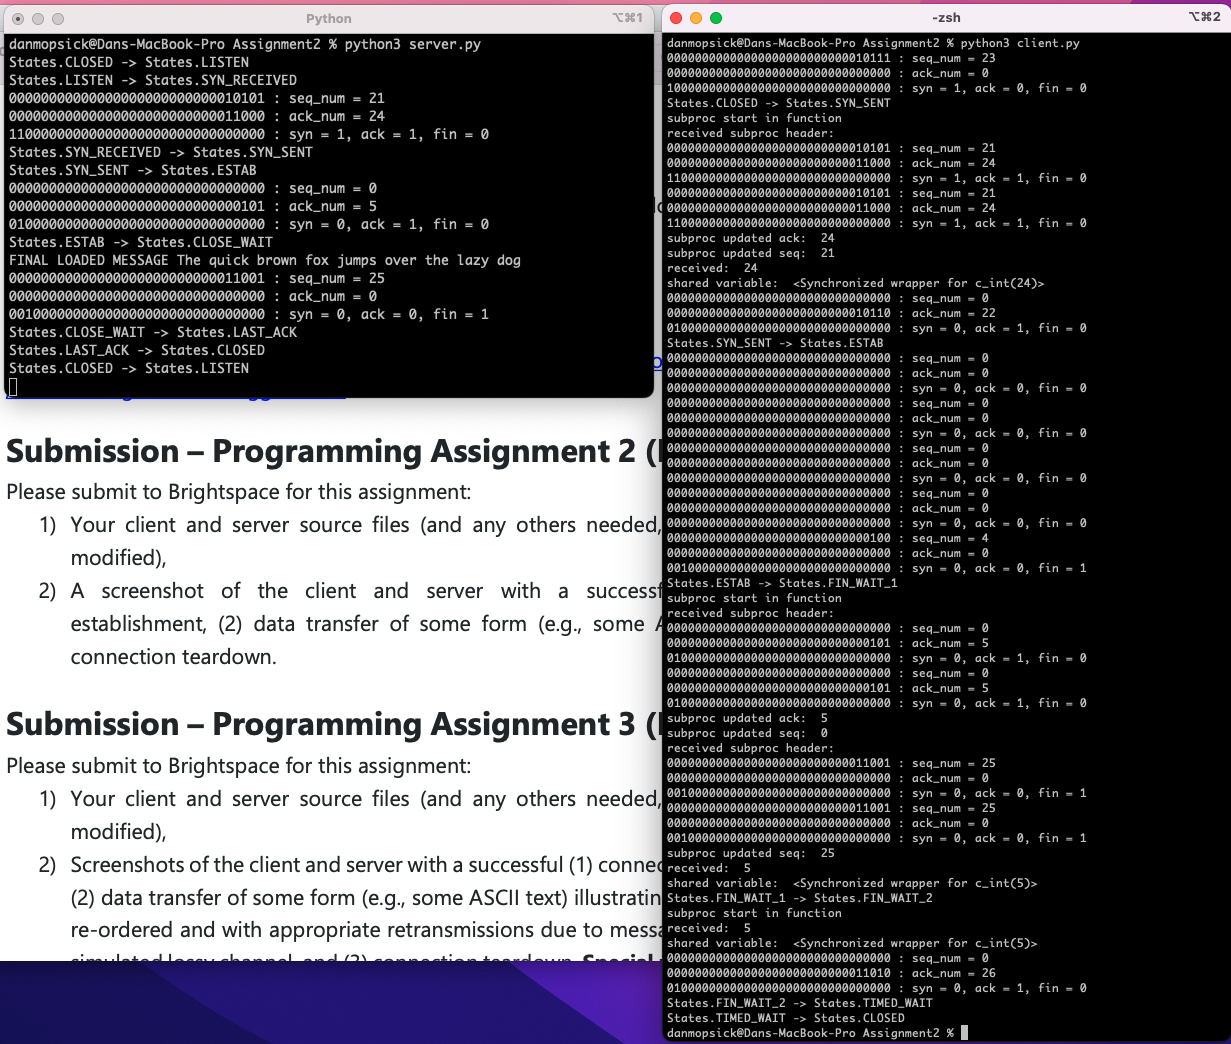 Python
⌥⌘1
danmopsick@Dans-MacBook-Pro Assignment2 % python3 server.py
States.CLOSED -> States.LISTEN
States.LISTEN -> States.SYN_RECEIVED
00000000000000000000000000010101 : seq_num = 21
00000000000000000000000000011000 : ack_num = 24
11000000000000000000000000000000 : syn = 1, ack = 1, fin = 0
States.SYN_RECEIVED -> States.SYN_SENT
States.SYN_SENT -> States.ESTAB
00000000000000000000000000000000 : seq_num = 0
00000000000000000000000000000101 : ack_num = 5
01000000000000000000000000000000 : syn = 0, ack = 1, fin = 0
States.ESTAB -> States.CLOSE_WAIT
FINAL LOADED MESSAGE The quick brown fox jumps over the lazy dog
00000000000000000000000000011001 : seq_num = 25
00000000000000000000000000000000 : ack_num = 0
00100000000000000000000000000000 : syn = 0, ack = 0, fin = 1
States.CLOSE_WAIT -> States.LAST_ACK
States.LAST_ACK -> States.CLOSED
States.CLOSED -> States.LISTEN
Submission – Programming Assignment 2 (
Please submit to Brightspace for this assignment:
1) Your client and server source files (and any others needed,
modified),
2) A screenshot of the client and server with a successf
establishment, (2) data transfer of some form (e.g., some A
connection teardown.
Submission – Programming Assignment 3 (
Please submit to Brightspace for this assignment:
1) Your client and server source files (and any others needed,
modified),
2) Screenshots of the client and server with a successful (1) connec
(2) data transfer of some form (e.g., some ASCII text) illustratin
re-ordered and with appropriate retransmissions due to messa
simulated lossy channel, and (3) connection teardown. Special
-zsh
⌥⌘2
danmopsick@Dans-MacBook-Pro Assignment2 % python3 client.py
00000000000000000000000000010111 : seq_num = 23
00000000000000000000000000000000 : ack_num = 0
10000000000000000000000000000000 : syn = 1, ack = 0, fin = 0
States.CLOSED -> States.SYN_SENT
subproc start in function
received subproc header:
00000000000000000000000000010101 : seq_num = 21
00000000000000000000000000011000 : ack_num = 24
11000000000000000000000000000000 : syn = 1, ack = 1, fin = 0
00000000000000000000000000010101 : seq_num = 21
00000000000000000000000000011000 : ack_num = 24
11000000000000000000000000000000 : syn = 1, ack = 1, fin = 0
subproc updated ack:  24
subproc updated seq:  21
received:  24
shared variable:  <Synchronized wrapper for c_int(24)>
00000000000000000000000000000000 : seq_num = 0
00000000000000000000000000010110 : ack_num = 22
01000000000000000000000000000000 : syn = 0, ack = 1, fin = 0
States.SYN_SENT -> States.ESTAB
00000000000000000000000000000000 : seq_num = 0
00000000000000000000000000000000 : ack_num = 0
00000000000000000000000000000000 : syn = 0, ack = 0, fin = 0
00000000000000000000000000000000 : seq_num = 0
00000000000000000000000000000000 : ack_num = 0
00000000000000000000000000000000 : syn = 0, ack = 0, fin = 0
00000000000000000000000000000000 : seq_num = 0
00000000000000000000000000000000 : ack_num = 0
00000000000000000000000000000000 : syn = 0, ack = 0, fin = 0
00000000000000000000000000000000 : seq_num = 0
00000000000000000000000000000000 : ack_num = 0
00000000000000000000000000000000 : syn = 0, ack = 0, fin = 0
00000000000000000000000000000100 : seq_num = 4
00000000000000000000000000000000 : ack_num = 0
00100000000000000000000000000000 : syn = 0, ack = 0, fin = 1
States.ESTAB -> States.FIN_WAIT_1
subproc start in function
received subproc header:
00000000000000000000000000000000 : seq_num = 0
00000000000000000000000000000101 : ack_num = 5
01000000000000000000000000000000 : syn = 0, ack = 1, fin = 0
00000000000000000000000000000000 : seq_num = 0
00000000000000000000000000000101 : ack_num = 5
01000000000000000000000000000000 : syn = 0, ack = 1, fin = 0
subproc updated ack:  5
subproc updated seq:  0
received subproc header:
00000000000000000000000000011001 : seq_num = 25
00000000000000000000000000000000 : ack_num = 0
00100000000000000000000000000000 : syn = 0, ack = 0, fin = 1
00000000000000000000000000011001 : seq_num = 25
00000000000000000000000000000000 : ack_num = 0
00100000000000000000000000000000 : syn = 0, ack = 0, fin = 1
subproc updated seq:  25
received:  5
shared variable:  <Synchronized wrapper for c_int(5)>
States.FIN_WAIT_1 -> States.FIN_WAIT_2
subproc start in function
received:  5
shared variable:  <Synchronized wrapper for c_int(5)>
00000000000000000000000000000000 : seq_num = 0
00000000000000000000000000011010 : ack_num = 26
01000000000000000000000000000000 : syn = 0, ack = 1, fin = 0
States.FIN_WAIT_2 -> States.TIMED_WAIT
States.TIMED_WAIT -> States.CLOSED
danmopsick@Dans-MacBook-Pro Assignment2 %